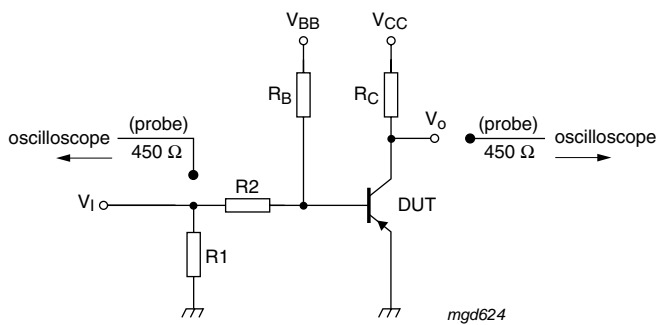 V_BB V_CC
R_B R_C
(probe) V_o (probe)
oscilloscope oscilloscope
450 Ω 450 Ω
R2 DUT
V_I
R1
mgd624